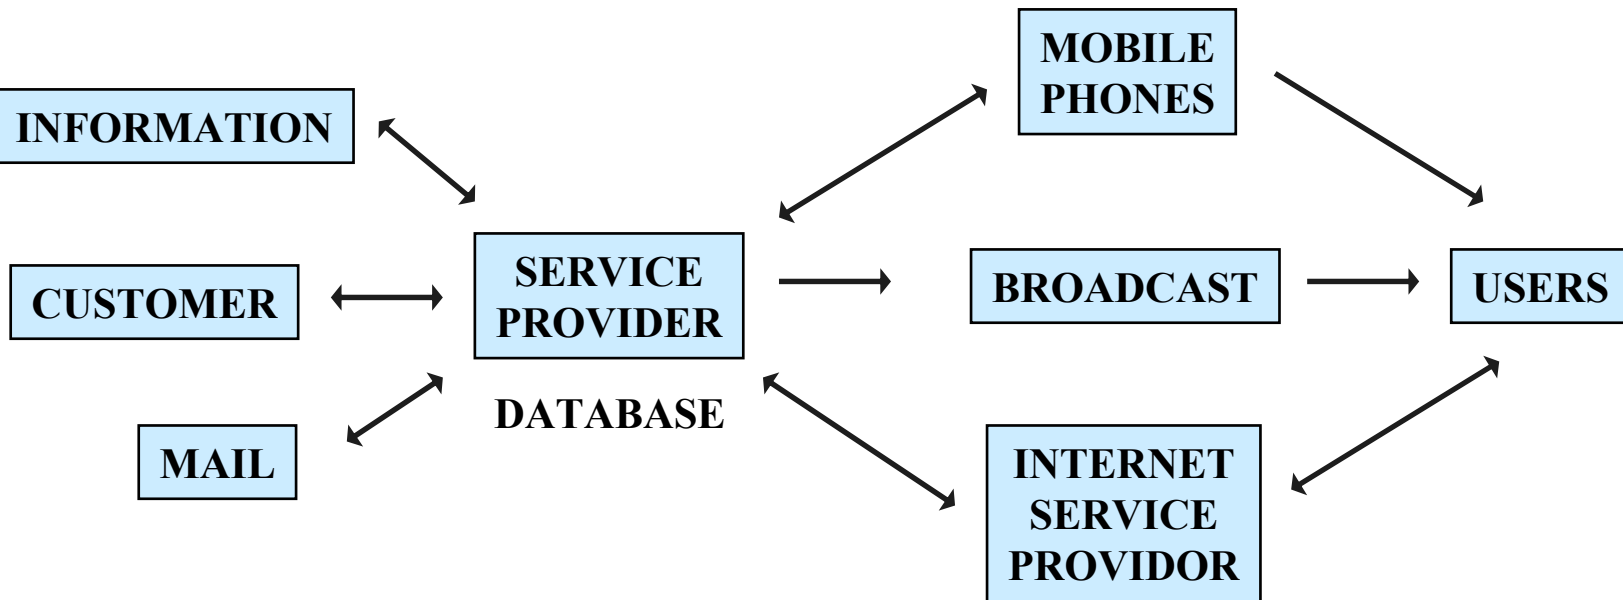 INFORMATION
CUSTOMER
MAIL
SERVICE
PROVIDER
DATABASE
MOBILE
PHONES
BROADCAST
INTERNET
SERVICE
PROVIDOR
USERS